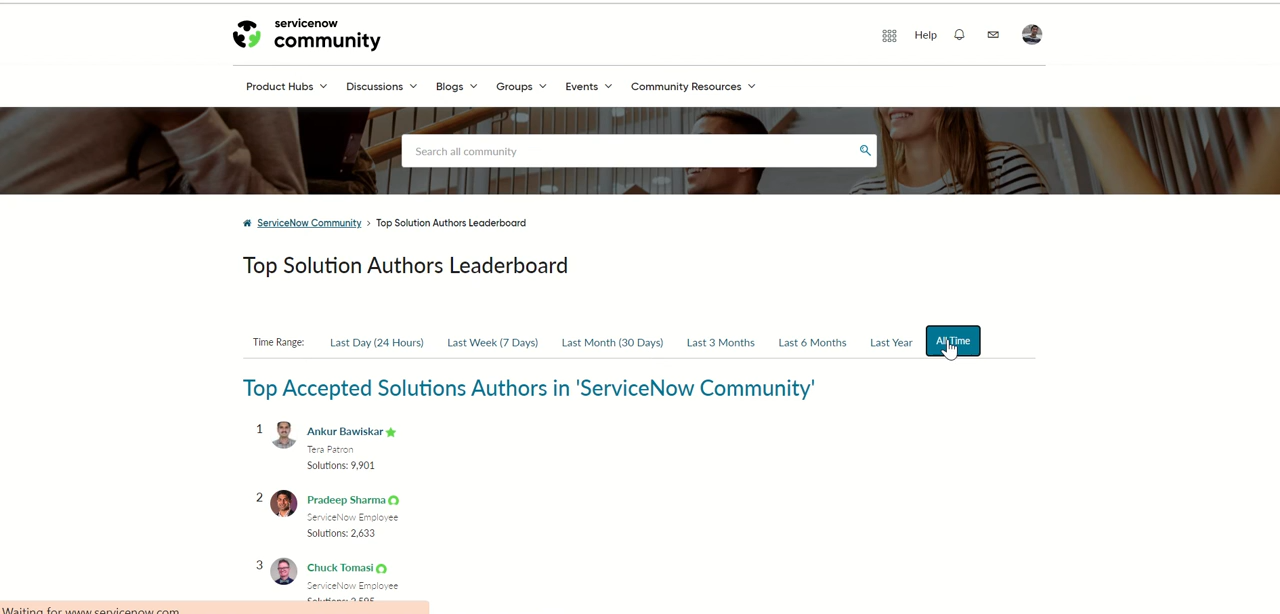 servicenow
community
Help
Product Hubs Discussions Blogs Groups Events Community Resources
Search all community
ServiceNow Community > Top Solution Authors Leaderboard
Top Solution Authors Leaderboard
Time Range: Last Day (24 Hours) Last Week (7 Days) Last Month (30 Days) Last 3 Months Last 6 Months Last Year All Time
Top Accepted Solutions Authors in 'ServiceNow Community'
1 Ankur Bawiskar
Tera Patron
Solutions: 9,901
2 Pradeep Sharma
ServiceNow Employee
Solutions: 2,633
3 Chuck Tomasi
ServiceNow Employee
Solutions:
Waiting for www.servicenow.com